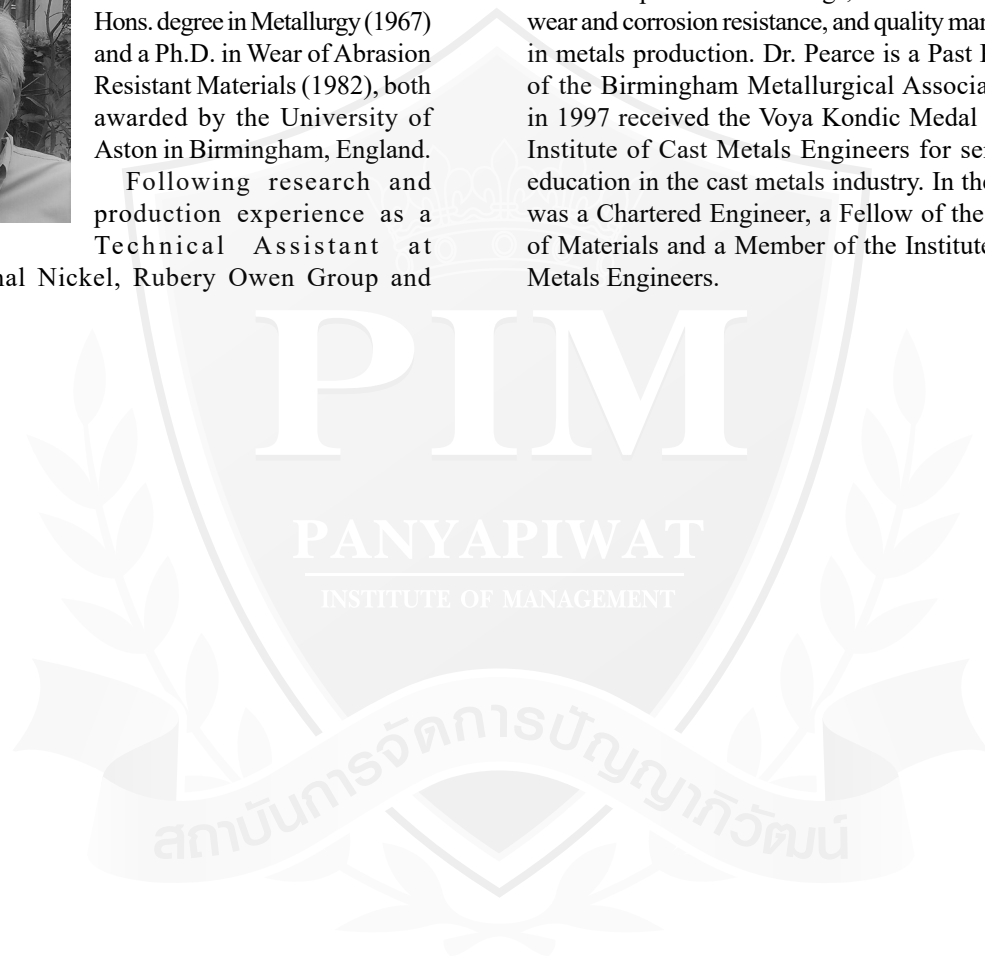 Hons. degree in Metallurgy (1967)
and a Ph.D. in Wear of Abrasion
Resistant Materials (1982), both
awarded by the University of
Aston in Birmingham, England.
Following research and
production experience as a
Technical Assistant at
Nickel, Rubery Owen Group and
wear and corrosion resistance, and quality
in metals production. Dr. Pearce is a Past
of the Birmingham Metallurgical
in 1997 received the Voya Kondic Medal
Institute of Cast Metals Engineers for
education in the cast metals industry. In
was a Chartered Engineer, a Fellow of the
of Materials and a Member of the Institute
Metals Engineers.
PIM
PANYAPIWAT
INSTITUTE OF MANAGEMENT
สถาบันการจัดการปัญญาภิวัฒน์